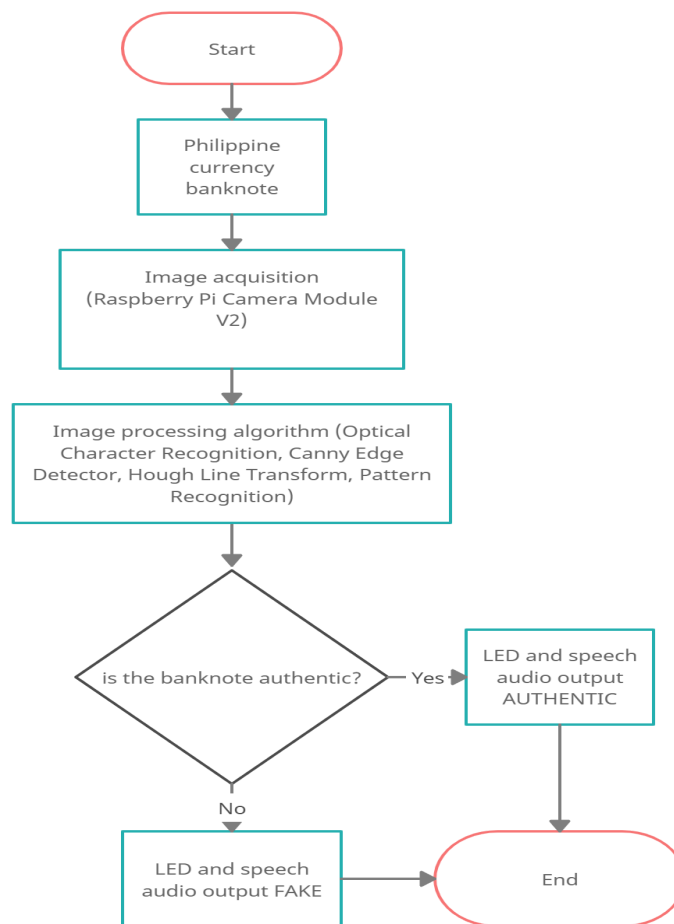 Start
Philippine
currency
banknote
Image acquisition
(Raspberry Pi Camera Module
V2)
Image processing algorithm (Optical
Character Recognition, Canny Edge
Detector, Hough Line Transform, Pattern
Recognition)
is the banknote authentic?
Yes
LED and speech
audio output
AUTHENTIC
No
LED and speech
audio output FAKE
End